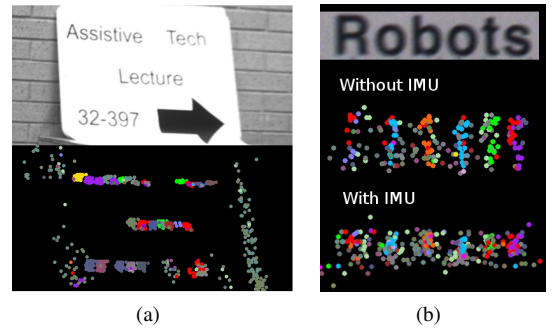 Assistive Tech
Lecture
32-397
Robots
Without IMU
With IMU
(a)
(b)